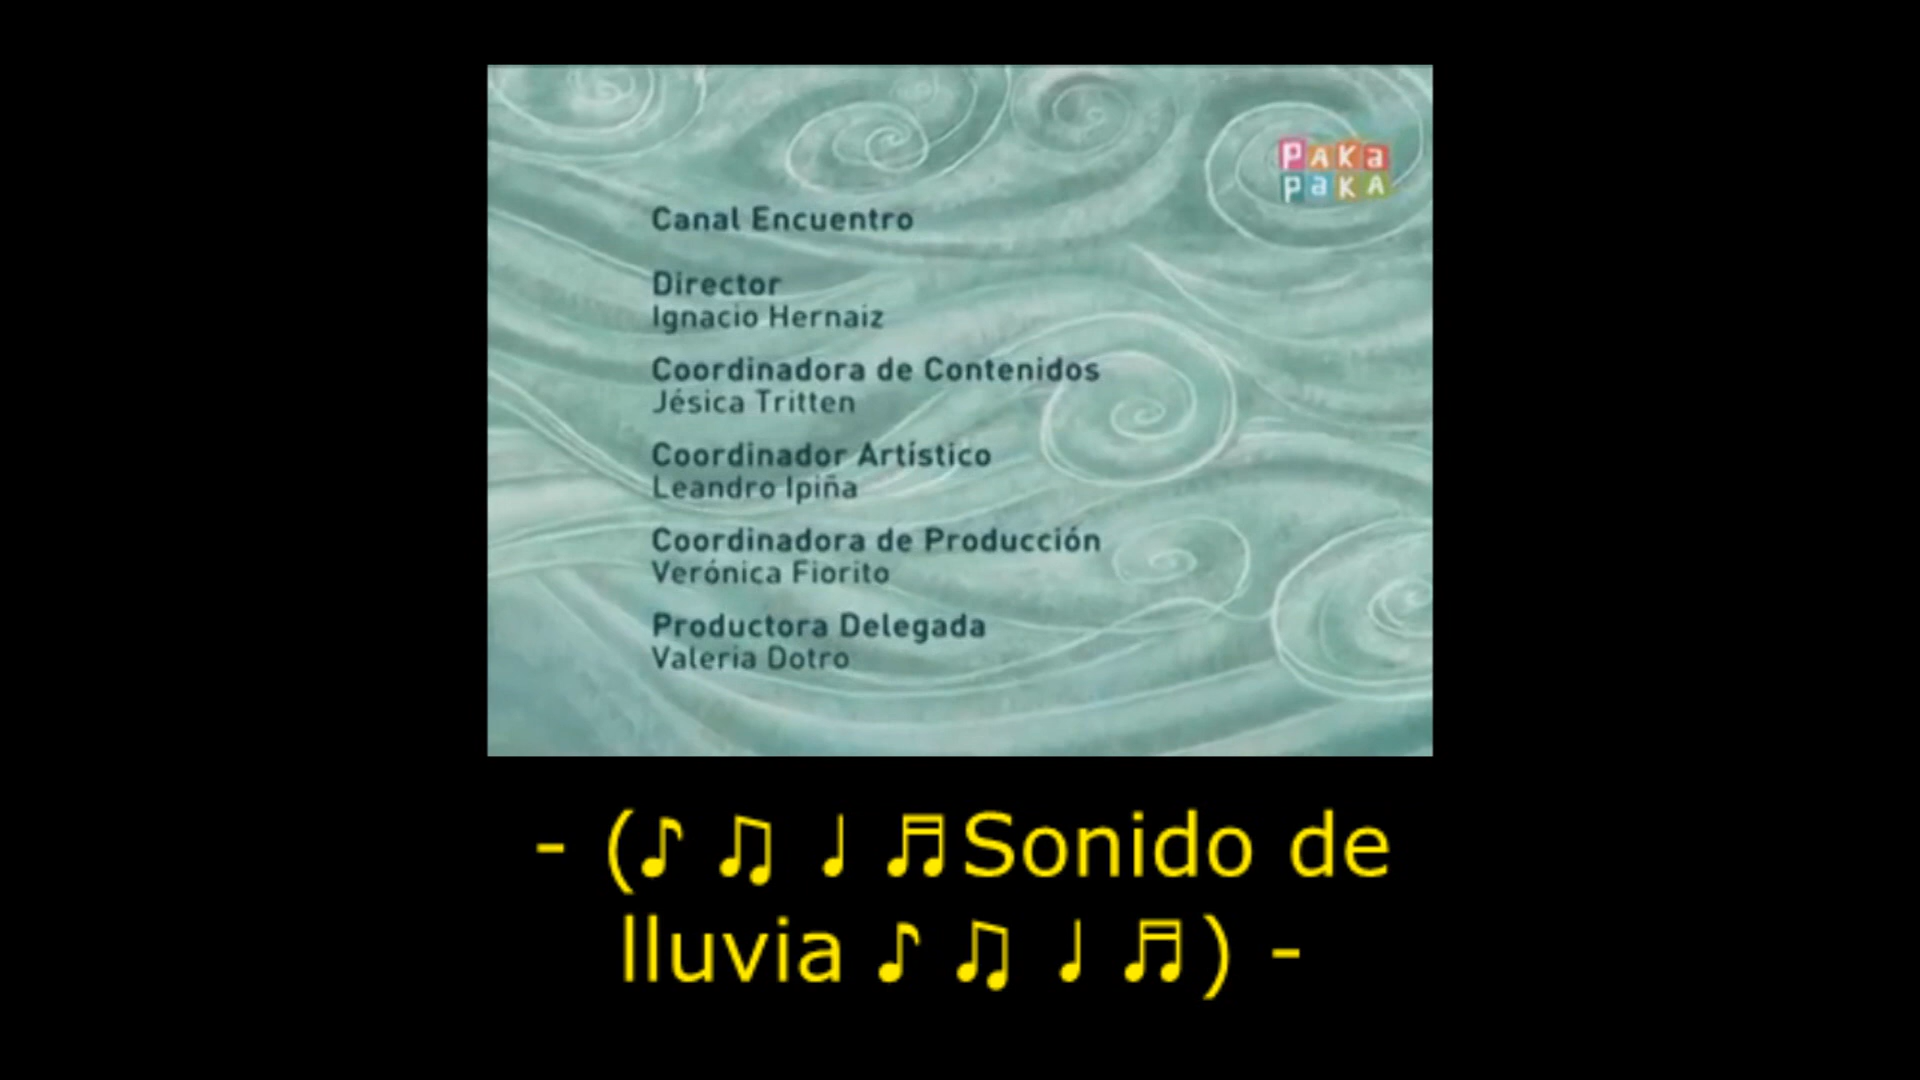 PAKA
PAKA
Canal Encuentro
Director
Ignacio Hernaiz
Coordinadora de Contenidos
Jésica Tritten
Coordinador Artístico
Leandro Ipiña
Coordinadora de Producción
Verónica Fiorito
Productora Delegada
Valeria Dotro
- (♪ ♫ ♩ ♬Sonido de
lluvia ♪ ♫ ♩ ♬) -